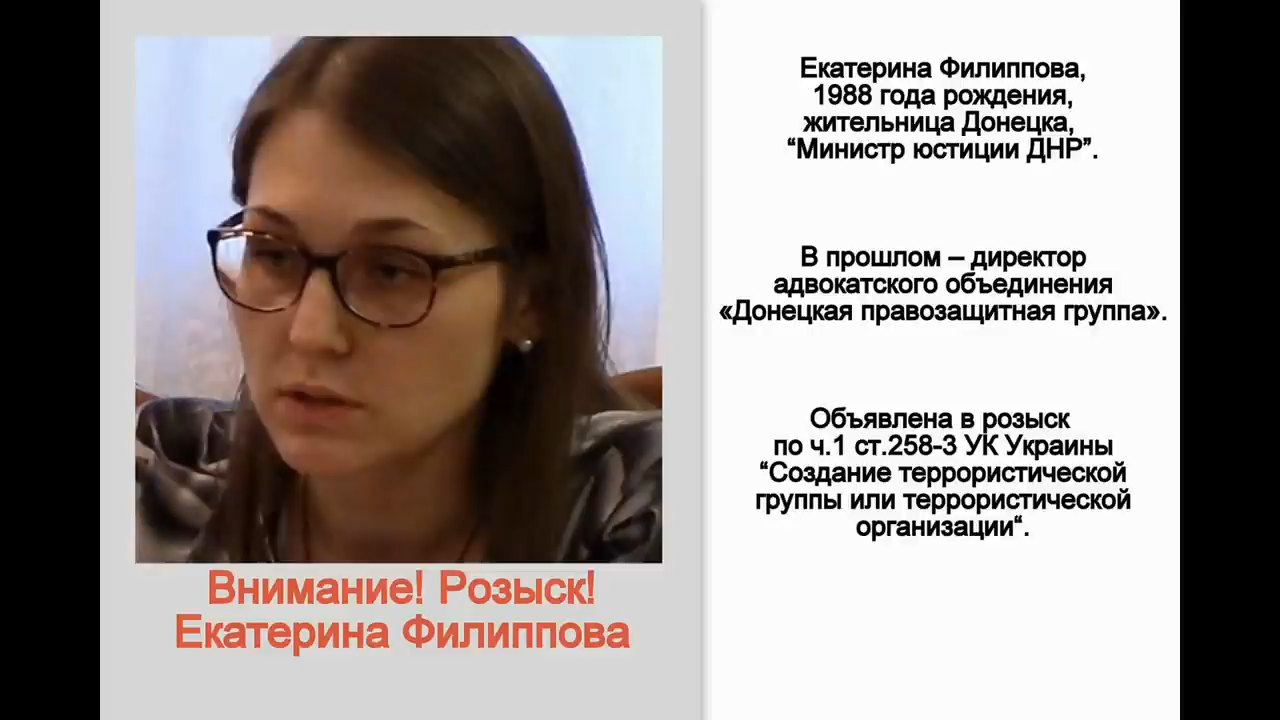 Внимание! Розыск!
Екатерина Филиппова
Екатерина Филиппова,
1988 года рождения,
жительница Донецка,
“Министр юстиции ДНР”.
В прошлом – директор
адвокатского объединения
«Донецкая правозащитная группа».
Объявлена в розыск
по ч.1 ст.258-3 УК Украины
“Создание террористической
группы или террористической
организации“.